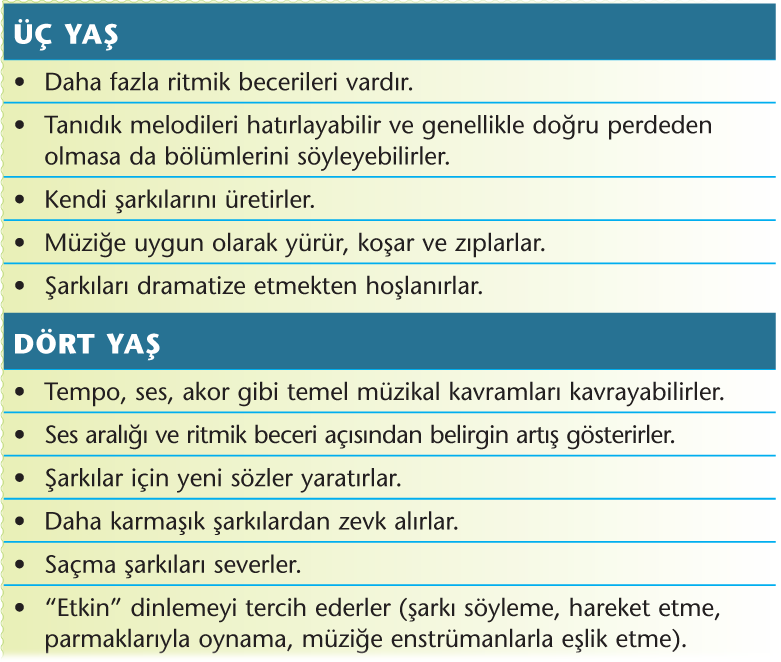 ÜÇ YAŞ
• Daha fazla ritmik becerileri vardır.
• Tanıdık melodileri hatırlayabilir ve genellikle doğru perdeden
olmasa da bölümlerini söyleyebilirler.
• Kendi şarkılarını üretirler.
• Müziğe uygun olarak yürür, koşar ve zıplarlar.
• Şarkıları dramatize etmekten hoşlanırlar.
DÖRT YAŞ
• Tempo, ses, akor gibi temel müzikal kavramları kavrayabilirler.
• Ses aralığı ve ritmik beceri açısından belirgin artış gösterirler.
• Şarkılar için yeni sözler yaratırlar.
• Daha karmaşık şarkılardan zevk alırlar.
• Saçma şarkıları severler.
• “Etkin” dinlemeyi tercih ederler (şarkı söyleme, hareket etme,
parmaklarıyla oynama, müziğe enstrümanlarla eşlik etme).